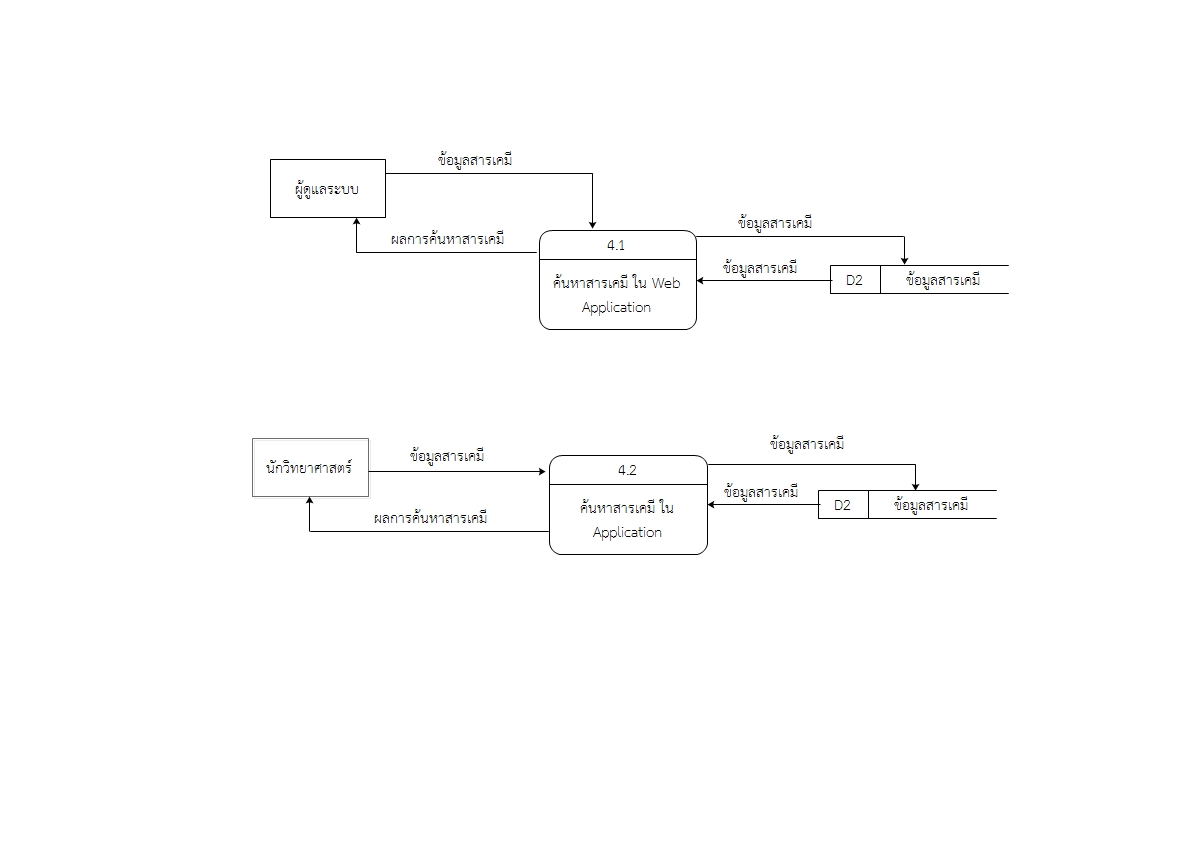 ข้อมูลสารเคมี
ผู้ดูแลระบบ
ผลการค้นหาสารเคมี
4.1
ค้นหาสารเคมี ใน Web
Application
ข้อมูลสารเคมี
ข้อมูลสารเคมี
D2
ข้อมูลสารเคมี
นักวิทยาศาสตร์
ข้อมูลสารเคมี
ผลการค้นหาสารเคมี
4.2
ค้นหาสารเคมี ใน
Application
ข้อมูลสารเคมี
ข้อมูลสารเคมี
D2
ข้อมูลสารเคมี